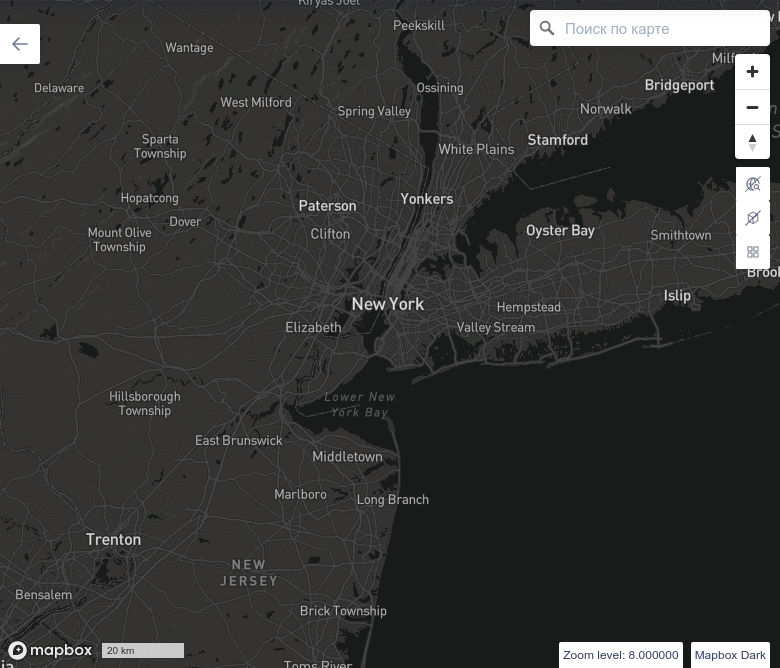 Kiryas Joel
Peekskill
Поиск по карте
Wantage
Delaware
Ossining
West Milford
Spring Valley
Bridgeport
Norwalk
Sparta
Township
White Plains
Stamford
Hopatcong
Paterson
Yonkers
Dover
Clifton
Oyster Bay
Smithtown
Mount Olive
Township
New York
Islip
Elizabeth
Hempstead
Valley Stream
Hillsborough
Township
Lower New
York Bay
East Brunswick
Middletown
Marlboro
Long Branch
Trenton
NEW
JERSEY
Bensalem
Brick Township
Toms River
mapbox
20 km
Zoom level: 8.000000
Mapbox Dark